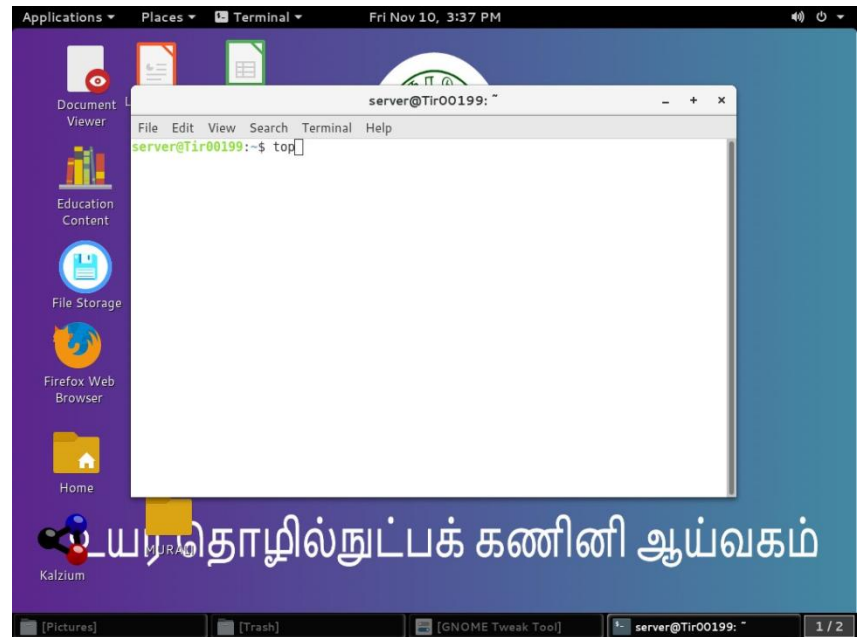 Applications Places Terminal Fri Nov 10, 3:37 PM
server@Tir00199: ~
File Edit View Search Terminal Help
server@Tir00199:~$ top
Document
Viewer
Education
Content
File Storage
Firefox Web
Browser
Home
MURALI
Kalzium
உயர் தொழில்நுட்பக் கணினி ஆய்வகம்
[Pictures] [Trash] [GNOME Tweak Tool] server@Tir00199: ~ 1 / 2